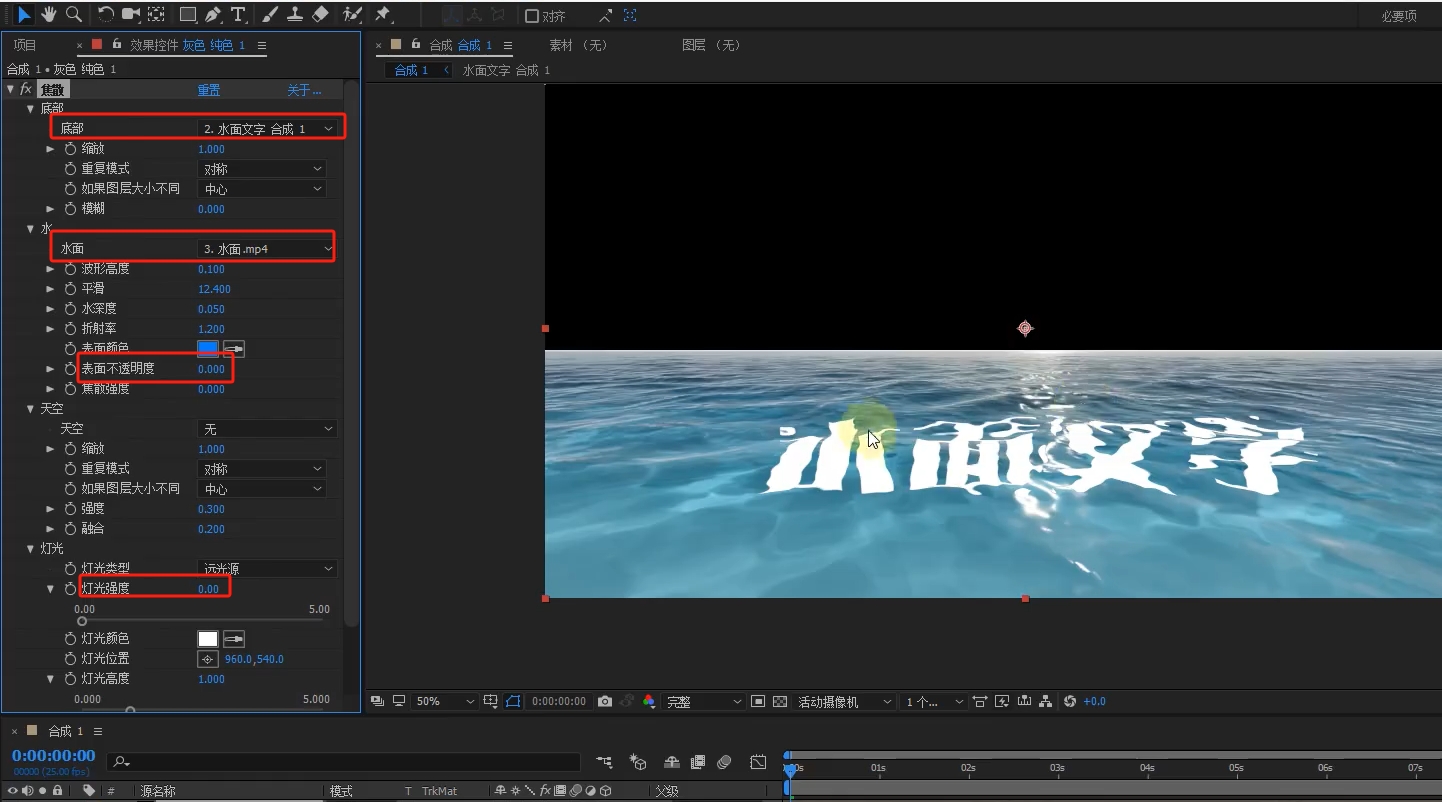 对齐
必要项
项目
× 效果控件 灰色 纯色 1
× 合成 合成 1
素材 (无)
图层 (无)
合成 1 • 灰色 纯色 1
合成 1
水面文字 合成 1
fx 焦散 重置 关于...
底部
底部 2. 水面文字 合成 1
缩放 1.000
重复模式 对称
如果图层大小不同 中心
模糊 0.000
水
水面 3. 水面.mp4
波形高度 0.100
平滑 12.400
水深度 0.050
折射率 1.200
表面颜色
表面不透明度 0.000
焦散强度 0.000
天空
天空 无
缩放 1.000
重复模式 对称
如果图层大小不同 中心
强度 0.300
融合 0.200
灯光
灯光类型 远光源
灯光强度 0.00
0.00 5.00
灯光颜色
灯光位置 960.0,540.0
灯光高度 1.000
0.000 5.000
水面文字
50% 0:00:00:00 完整 活动摄像机 1 个... +0.0
× 合成 1
0:00:00:00
00000 (25.00 fps)
00s 01s 02s 03s 04s 05s 06s 07s
# 源名称 模式 T TrkMat fx 父级